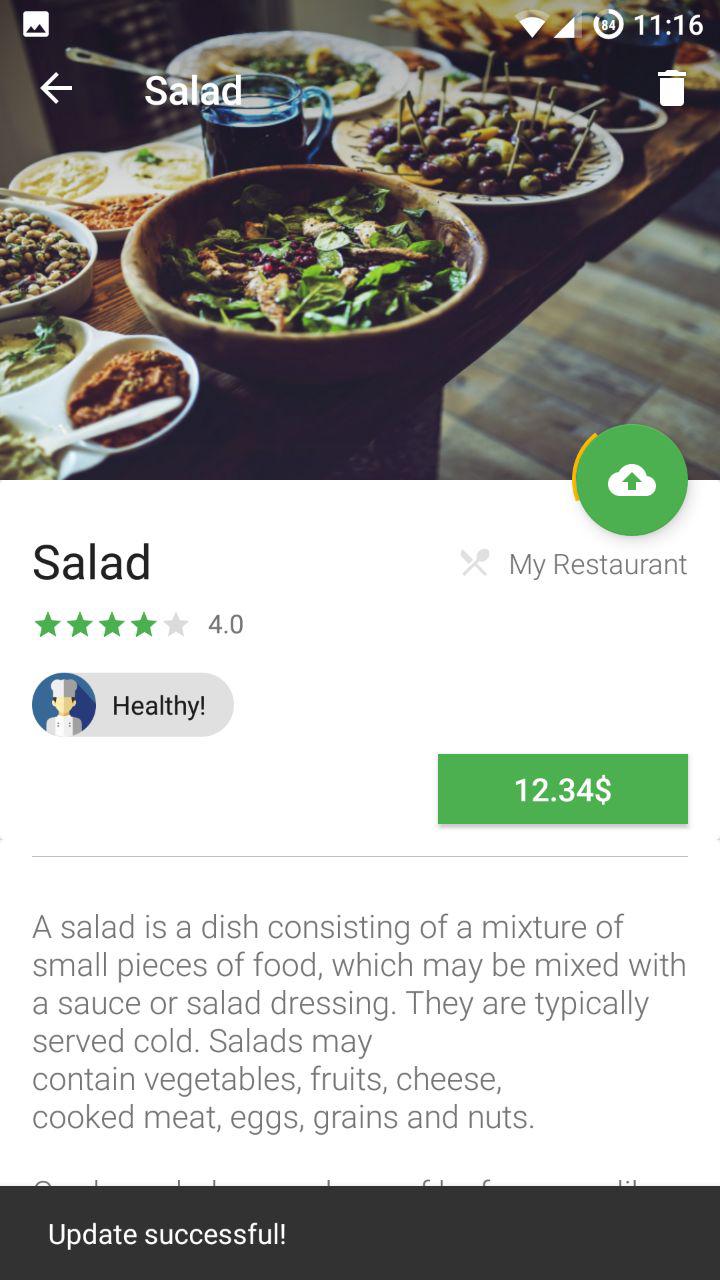 84 11:16
Salad
Salad
My Restaurant
4.0
Healthy!
12.34$
A salad is a dish consisting of a mixture of
small pieces of food, which may be mixed with
a sauce or salad dressing. They are typically
served cold. Salads may
contain vegetables, fruits, cheese,
cooked meat, eggs, grains and nuts.
Update successful!